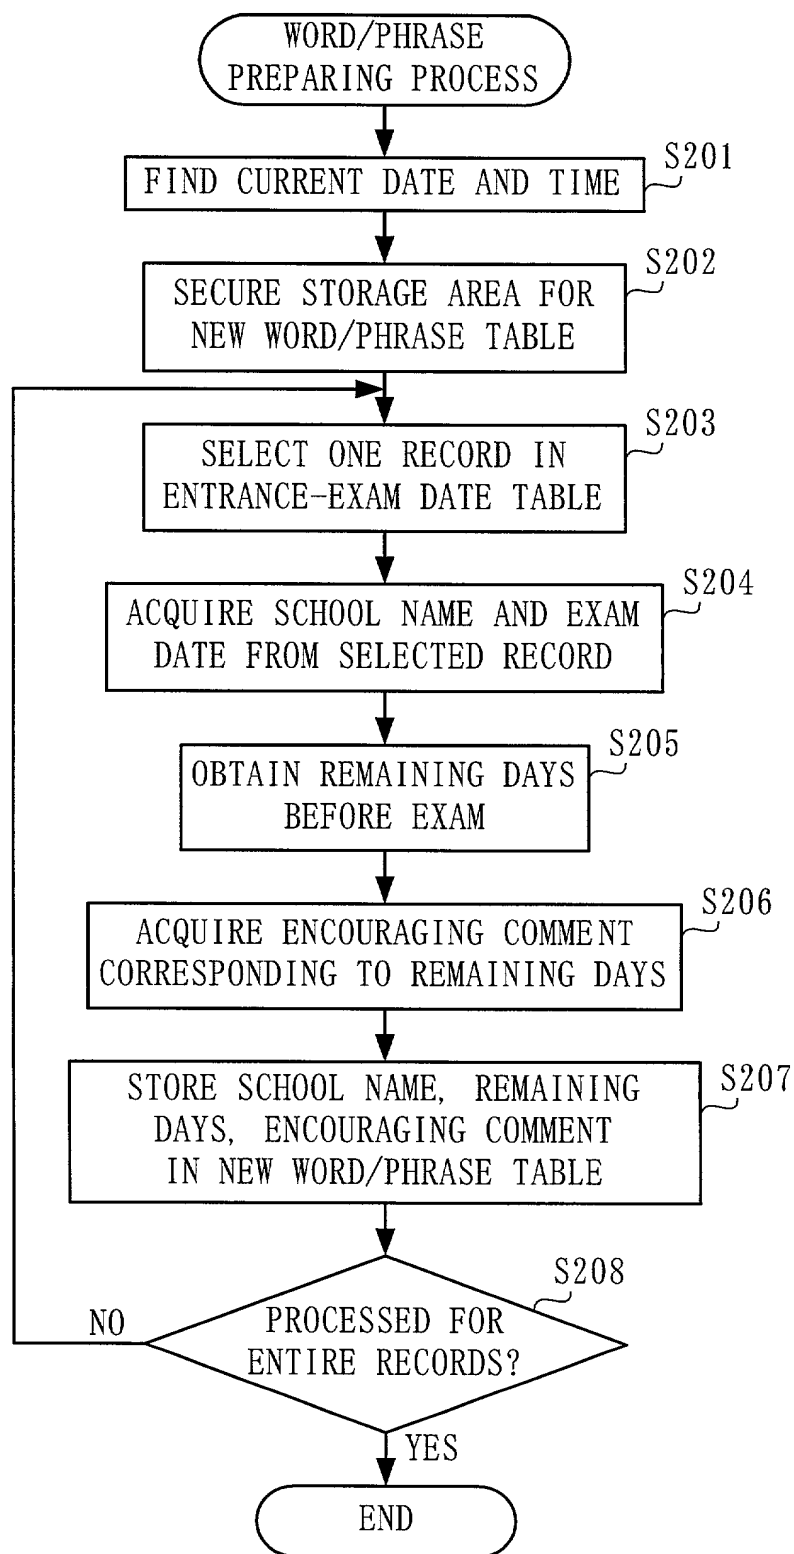 WORD/PHRASE
PREPARING PROCESS
S201
FIND CURRENT DATE AND TIME
S202
SECURE STORAGE AREA FOR
NEW WORD/PHRASE TABLE
S203
SELECT ONE RECORD IN
ENTRANCE-EXAM DATE TABLE
S204
ACQUIRE SCHOOL NAME AND EXAM
DATE FROM SELECTED RECORD
S205
OBTAIN REMAINING DAYS
BEFORE EXAM
S206
ACQUIRE ENCOURAGING COMMENT
CORRESPONDING TO REMAINING DAYS
S207
STORE SCHOOL NAME, REMAINING
DAYS, ENCOURAGING COMMENT
IN NEW WORD/PHRASE TABLE
S208
NO
PROCESSED FOR
ENTIRE RECORDS?
YES
END